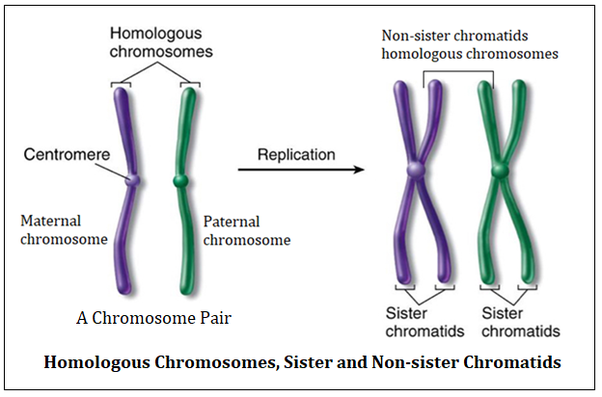 Homologous
chromosomes
Non-sister chromatids
homologous chromosomes
Centromere
Replication
Maternal
chromosome
Paternal
chromosome
A Chromosome Pair
Sister
chromatids
Sister
chromatids
Homologous Chromosomes, Sister and Non-sister Chromatids